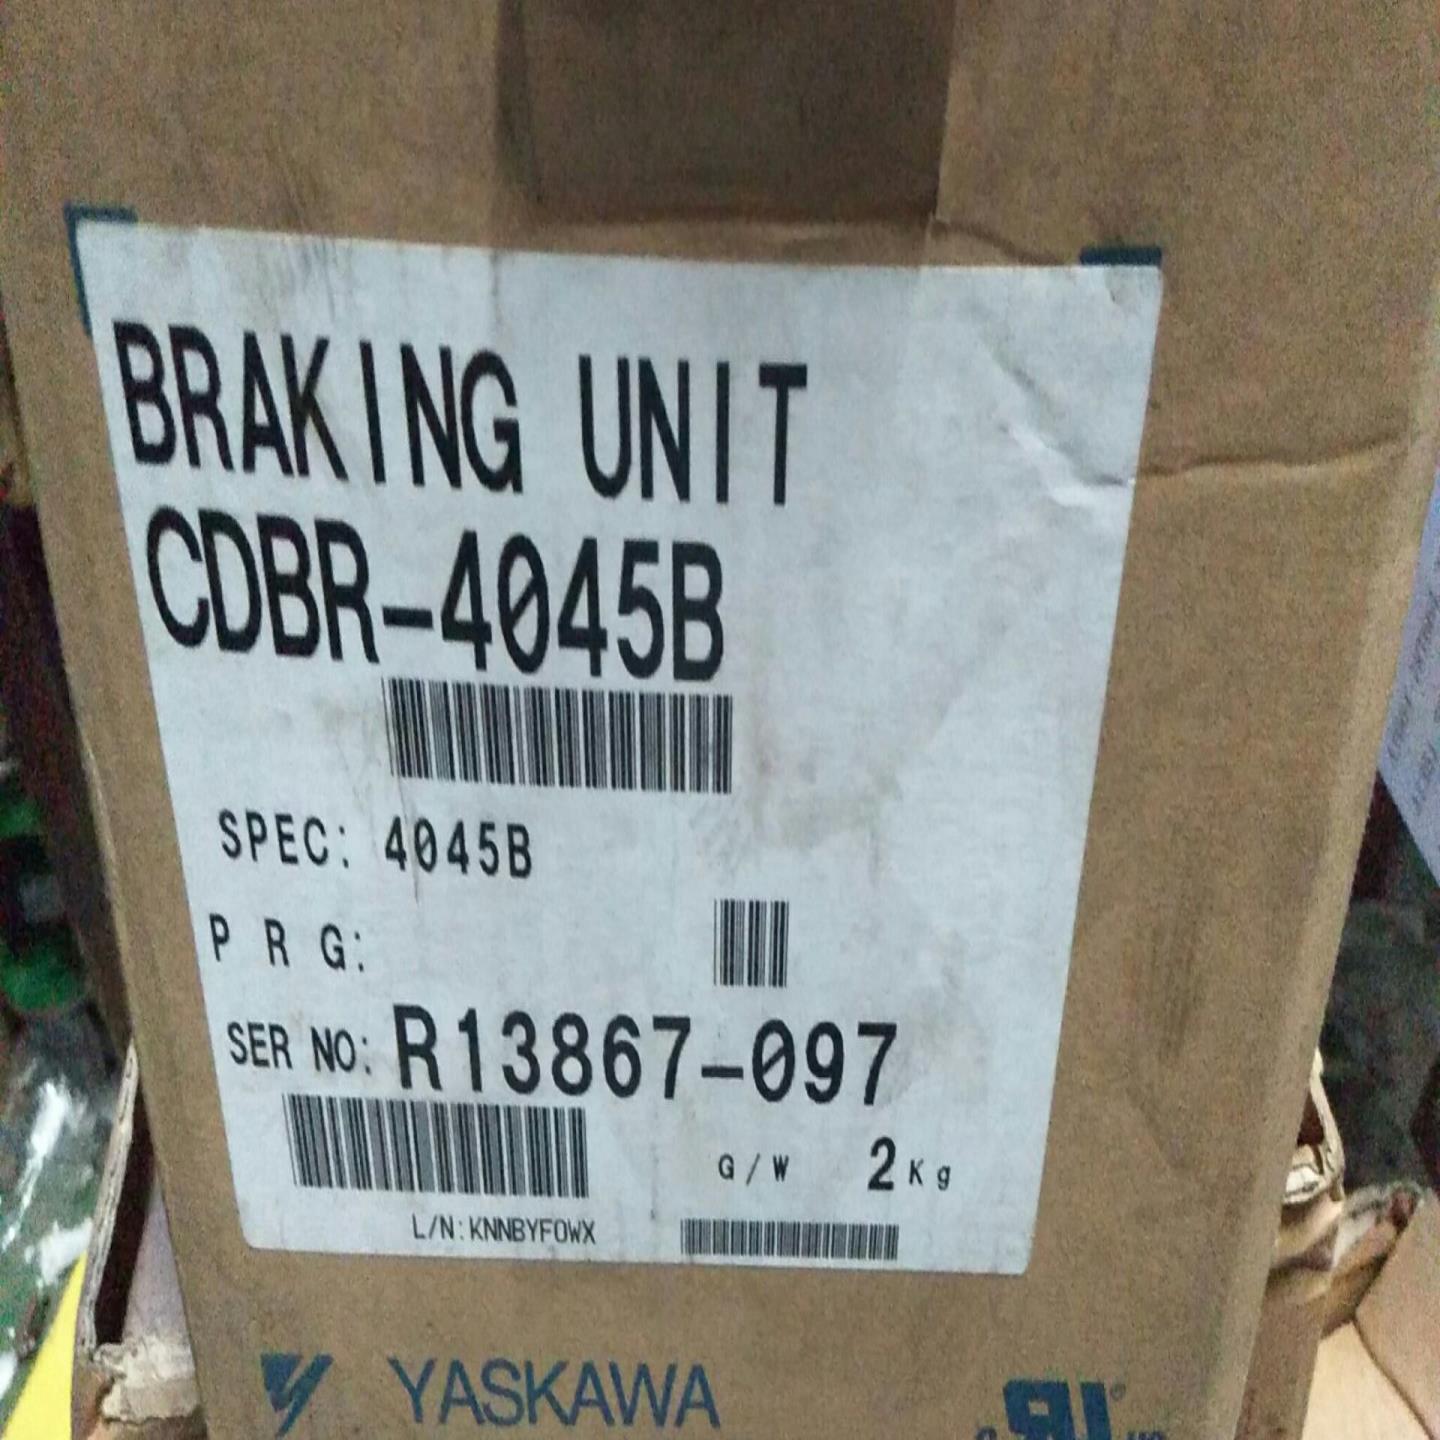 BRAKING UNIT
CDBR-4045B
SPEC: 4045B
P R G:
SER NO: R13867-097
G/W 2Kg
L/N:KNNBYFOWX
YASKAWA